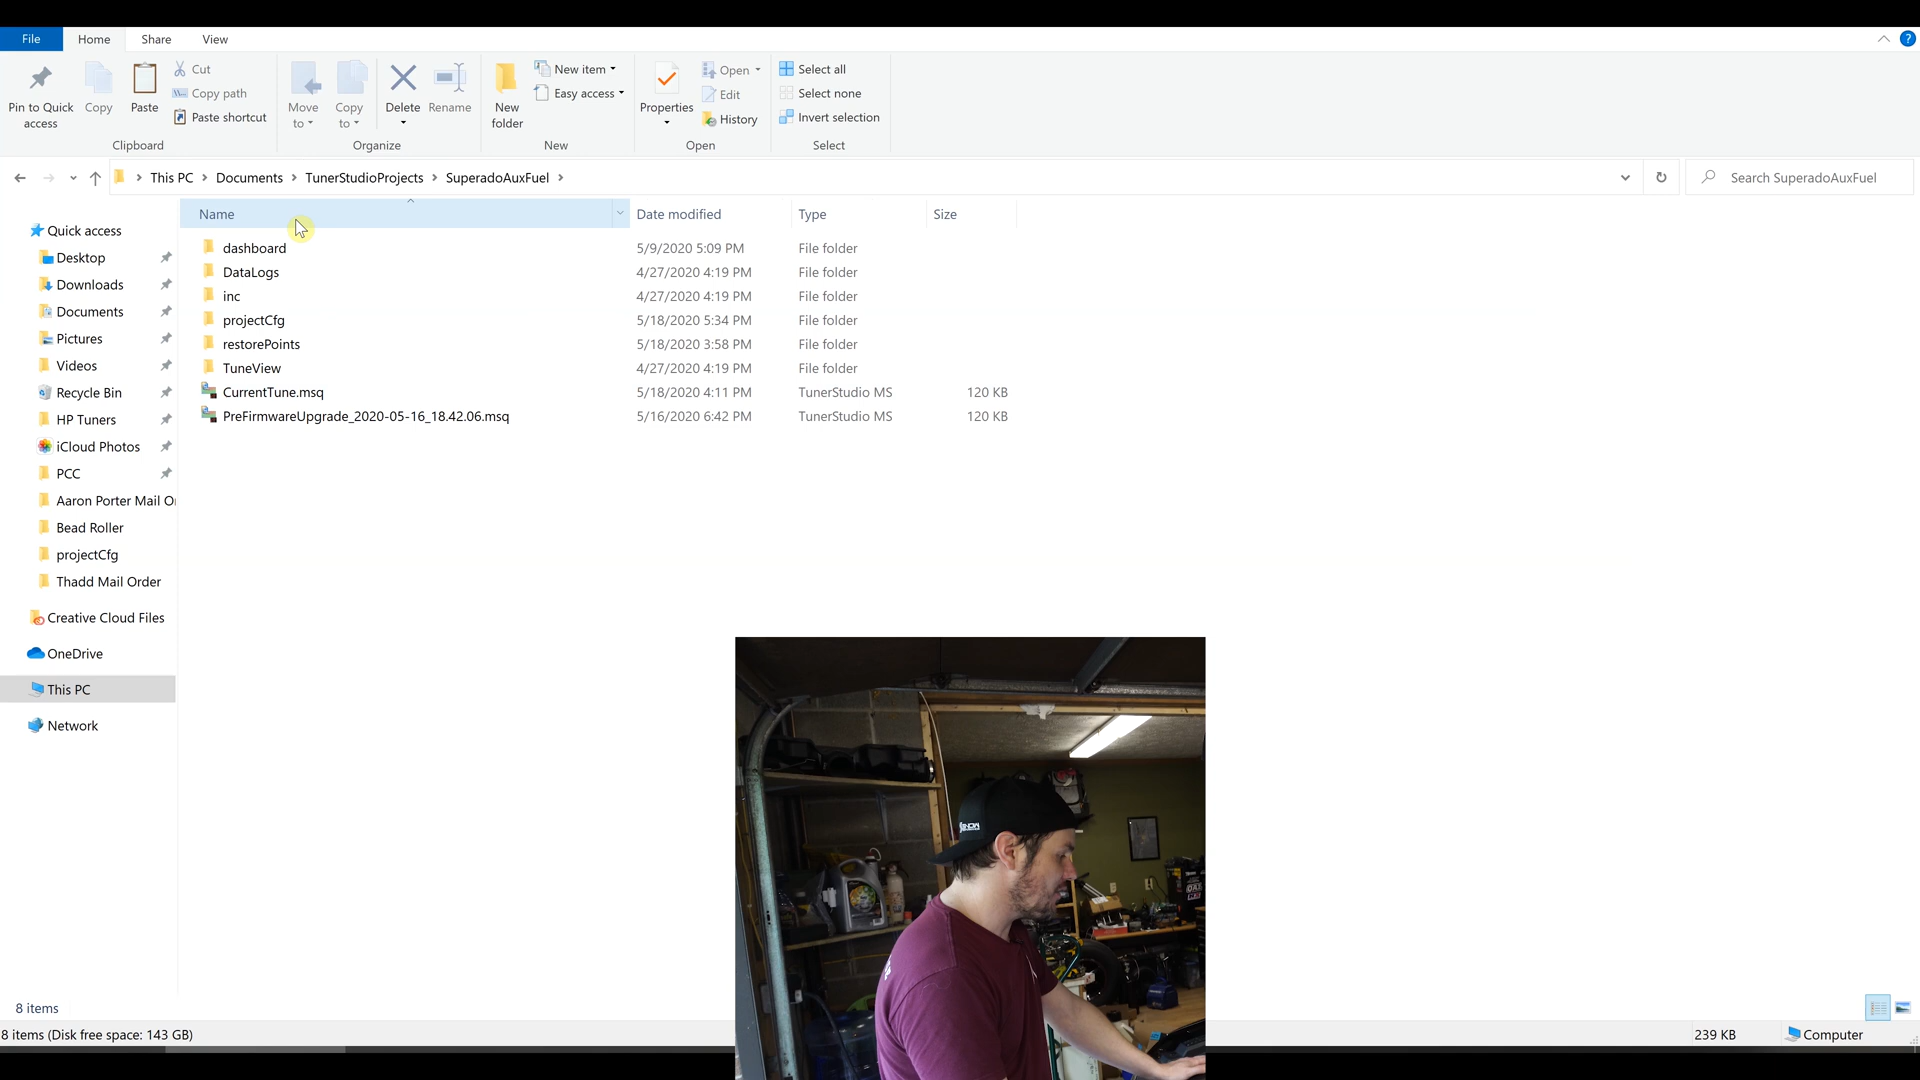 File Home Share View
Pin to Quick access
Copy
Paste
Cut
Copy path
Paste shortcut
Clipboard
Move to
Copy to
Delete
Rename
Organize
New folder
New item
Easy access
New
Properties
Open
Edit
History
Open
Select all
Select none
Invert selection
Select
This PC > Documents > TunerStudioProjects > SuperadoAuxFuel >
Search SuperadoAuxFuel
Name Date modified Type Size
dashboard 5/9/2020 5:09 PM File folder
DataLogs 4/27/2020 4:19 PM File folder
inc 4/27/2020 4:19 PM File folder
projectCfg 5/18/2020 5:34 PM File folder
restorePoints 5/18/2020 3:58 PM File folder
TuneView 4/27/2020 4:19 PM File folder
CurrentTune.msq 5/18/2020 4:11 PM TunerStudio MS 120 KB
PreFirmwareUpgrade_2020-05-16_18.42.06.msq 5/16/2020 6:42 PM TunerStudio MS 120 KB
Quick access
Desktop
Downloads
Documents
Pictures
Videos
Recycle Bin
HP Tuners
iCloud Photos
PCC
Aaron Porter Mail O
Bead Roller
projectCfg
Thadd Mail Order
Creative Cloud Files
OneDrive
This PC
Network
8 items
8 items (Disk free space: 143 GB)
239 KB
Computer